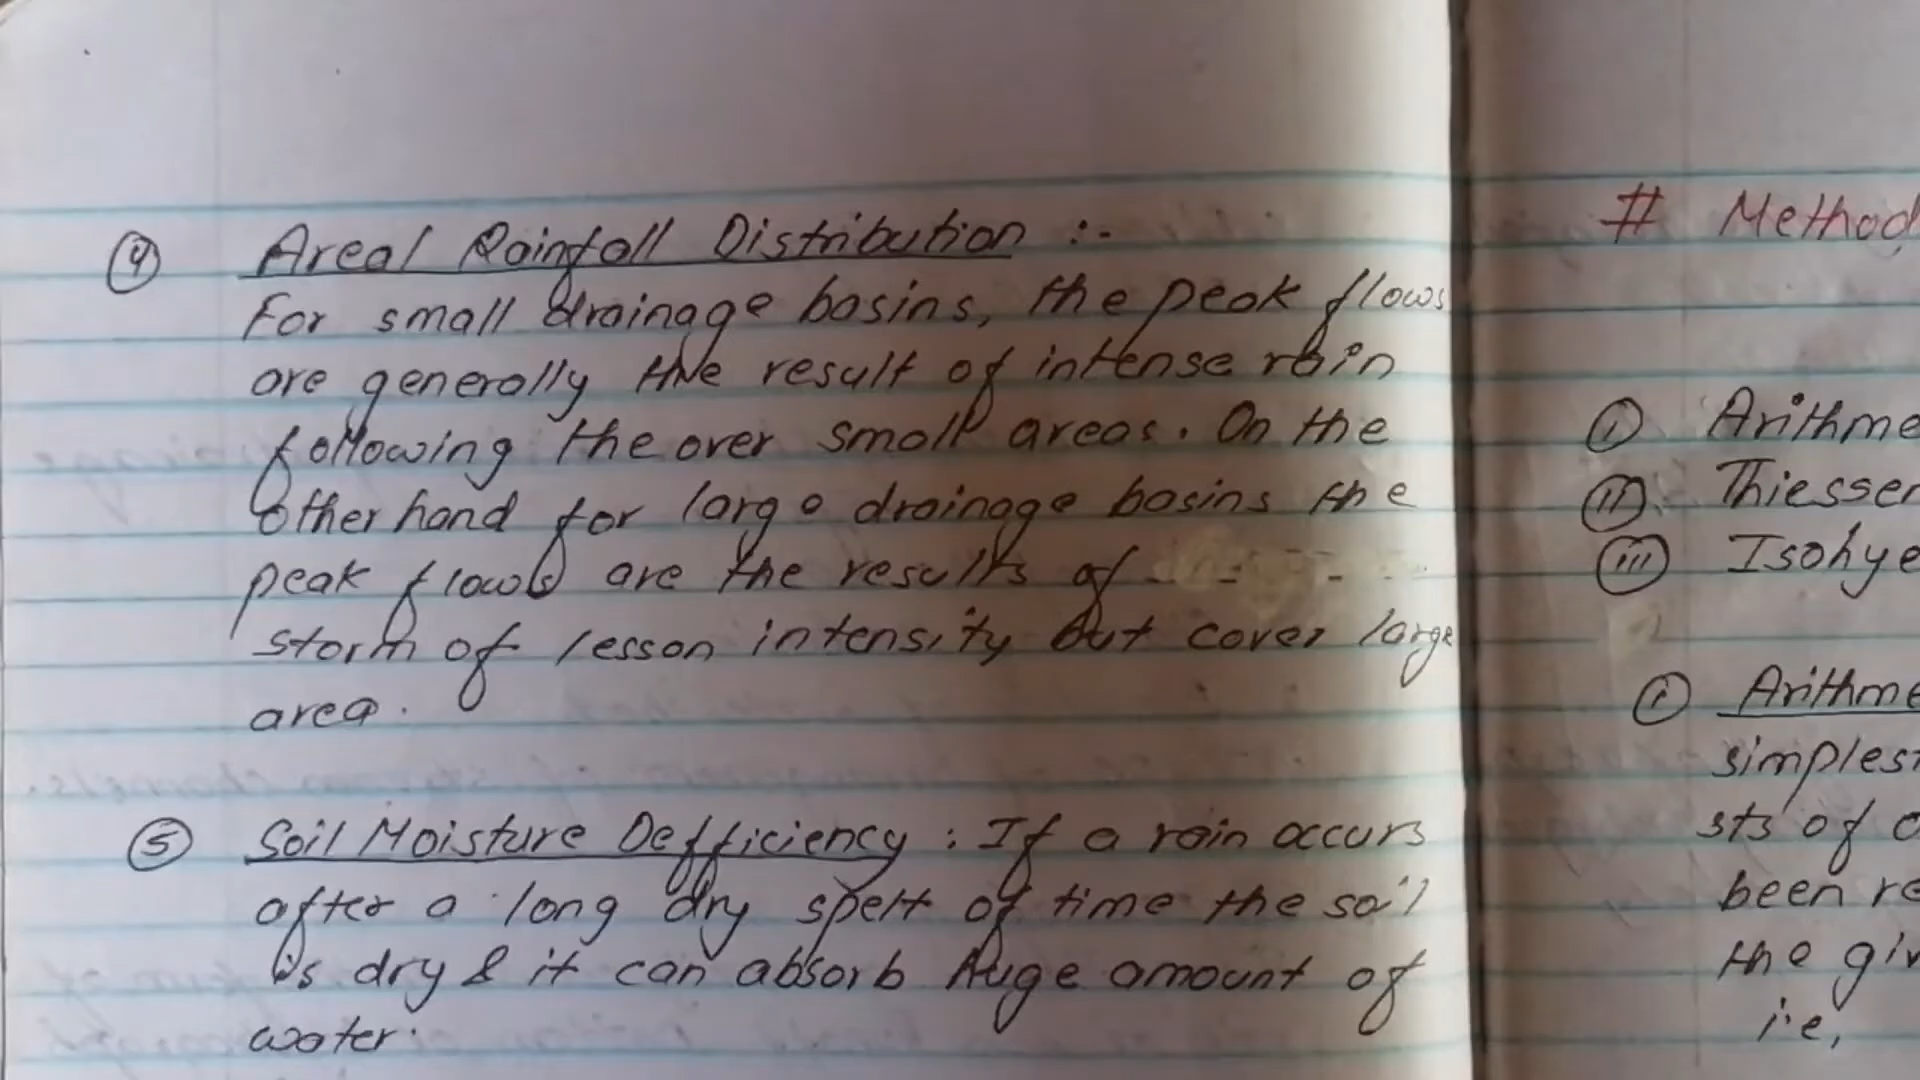 ④ Areal Rainfall Distribution :-
For small drainage basins, the peak flows
are generally the result of intense rain
following the over small areas. On the
other hand for large drainage basins the
peak flows are the results of
storm of lesson intensity but cover large
area.
⑤ Soil Moisture Defficiency : If a rain occurs
after a long dry spelt of time the soil
is dry & it can absorb huge amount of
water.
# Method
(i) Arithme
(ii) Thiessen
(iii) Isohye
(i) Arithme
simplest
sts of
been re
the giv
i.e,